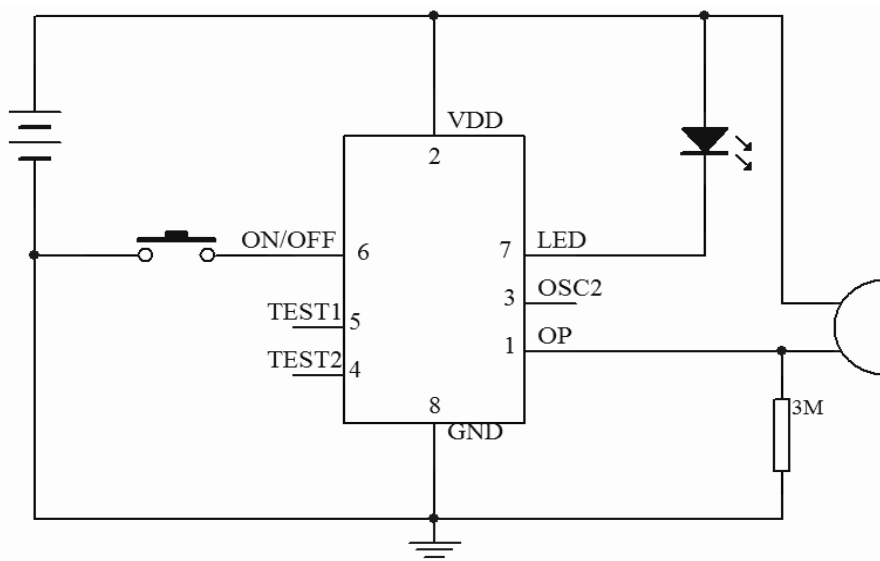 VDD
2
ON/OFF
6
7
LED
3
OSC2
TEST1
5
1
OP
TEST2
4
8
GND
3M